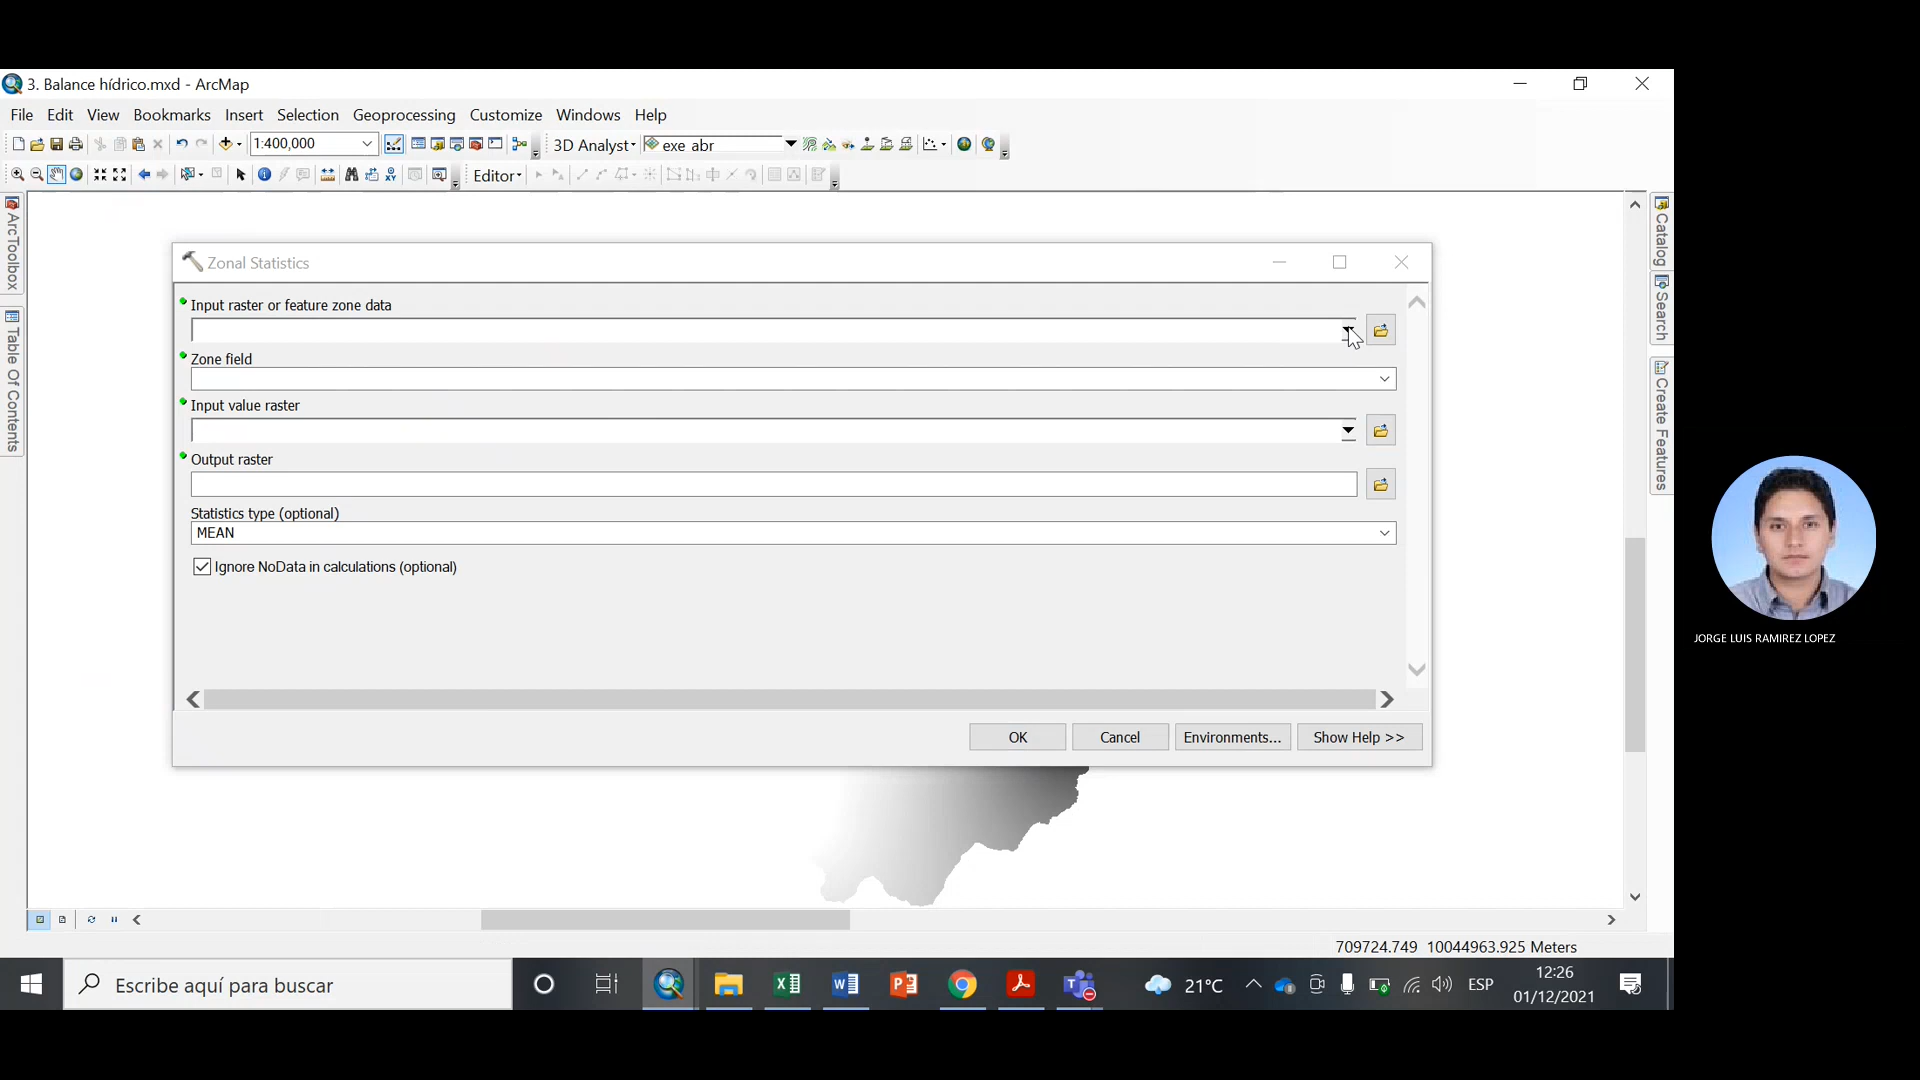 3. Balance hídrico.mxd - ArcMap
File Edit View Bookmarks Insert Selection Geoprocessing Customize Windows Help
1:400,000 3D Analyst exe abr
Editor
ArcToolbox
Table Of Contents
Catalog
Search
Create Features
Zonal Statistics
Input raster or feature zone data
Zone field
Input value raster
Output raster
Statistics type (optional)
MEAN
Ignore NoData in calculations (optional)
OK Cancel Environments... Show Help >>
JORGE LUIS RAMIREZ LOPEZ
709724.749 10044963.925 Meters
Escribe aquí para buscar
21°C ESP
12:26
01/12/2021